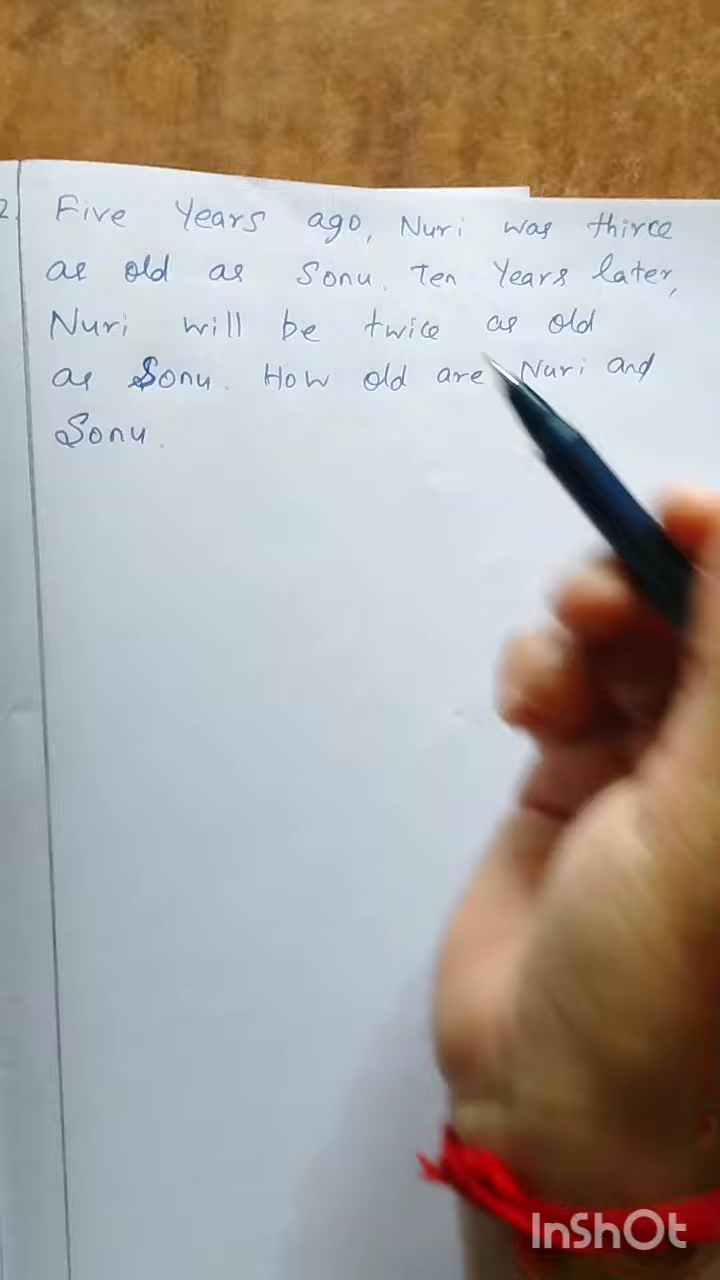 2.
Five Years ago, Nuri was thirce
as old as Sonu. Ten Years later,
Nuri will be twice as old
as Sonu. How old are Nuri and
Sonu.
InShOt